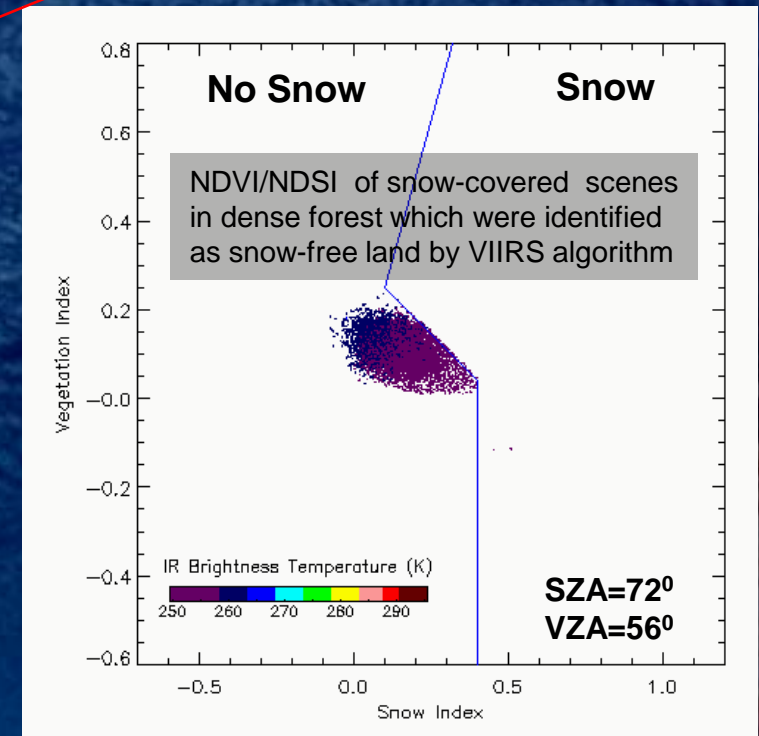 No Snow
Snow
NDVI/NDSI of snow-covered scenes
in dense forest which were identified
as snow-free land by VIIRS algorithm
0.8
0.6
0.4
0.2
−0.0
−0.2
−0.4
−0.6
Vegetation Index
IR Brightness Temperature (K)
250 260 270 280 290
SZA=72⁰
VZA=56⁰
−0.5 0.0 0.5 1.0
Snow Index